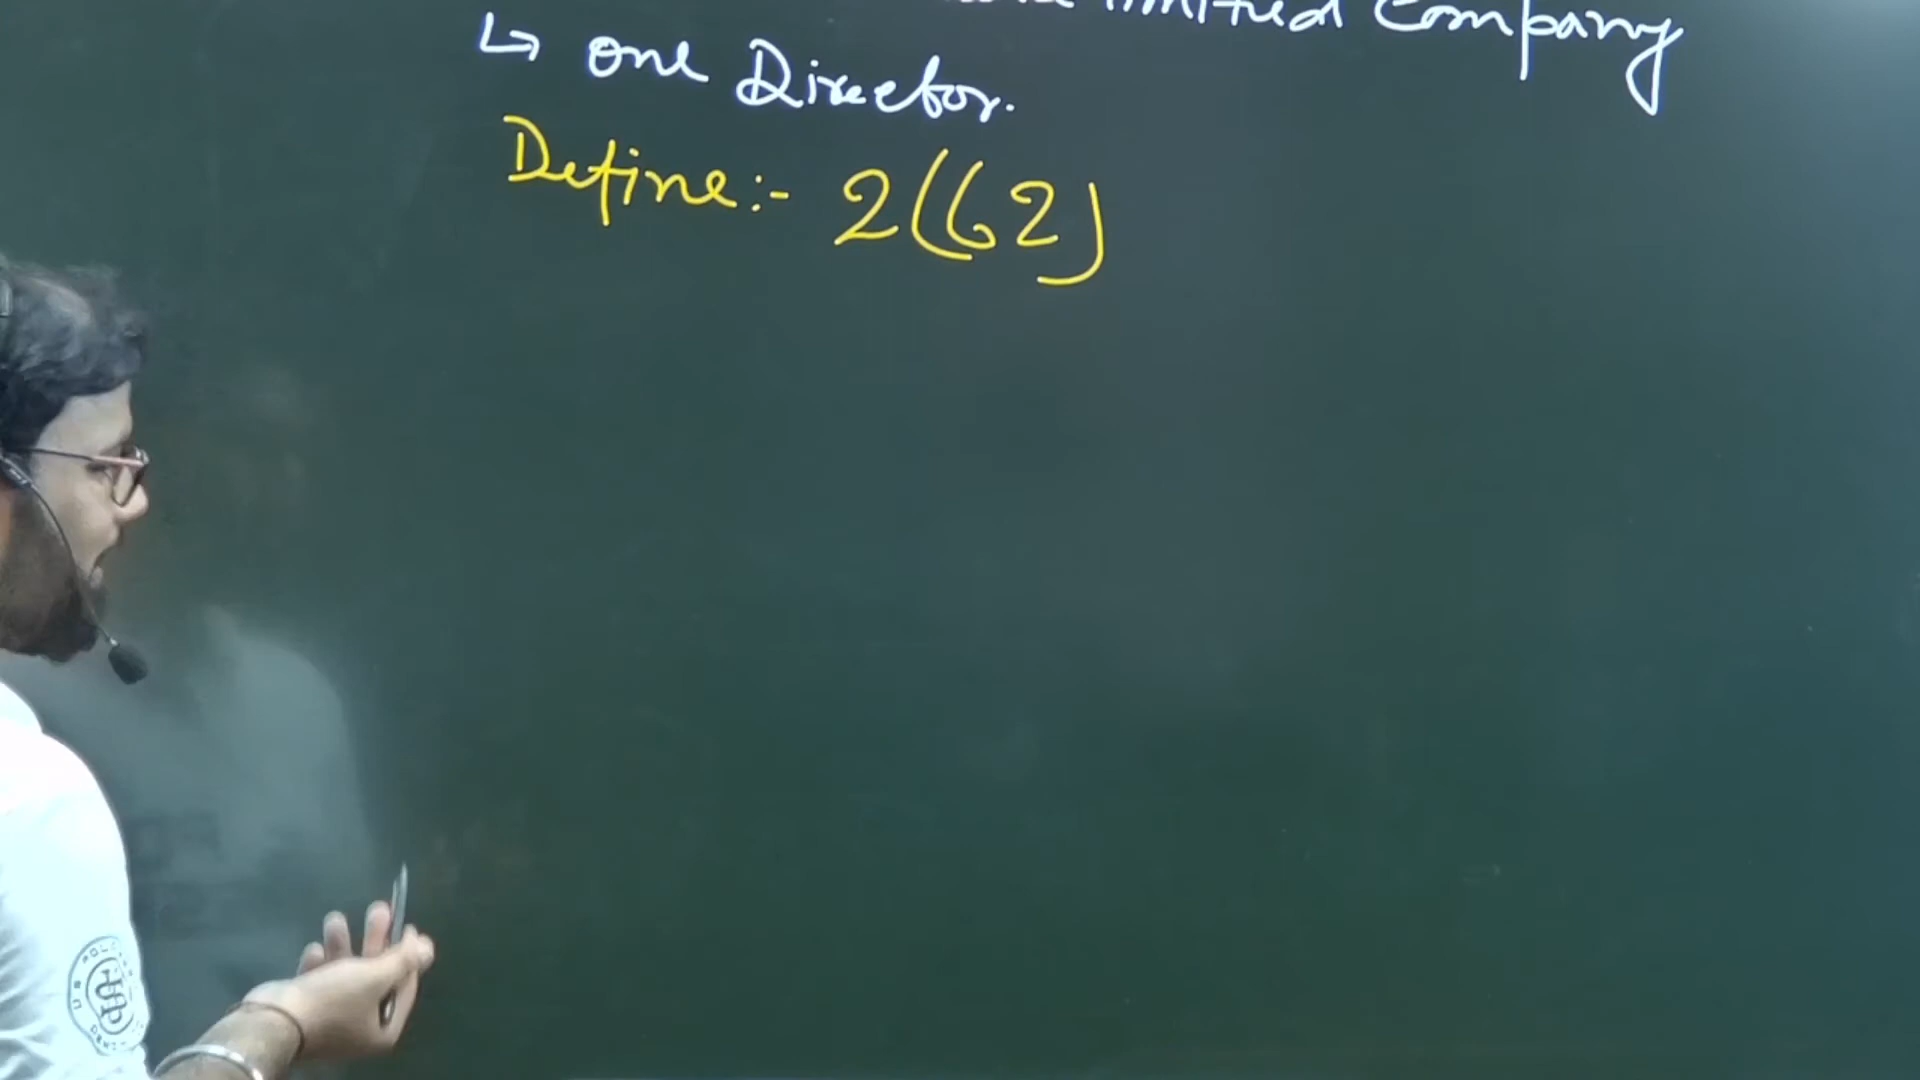 limited Company
↳ one Director.
Define:- 2(62)